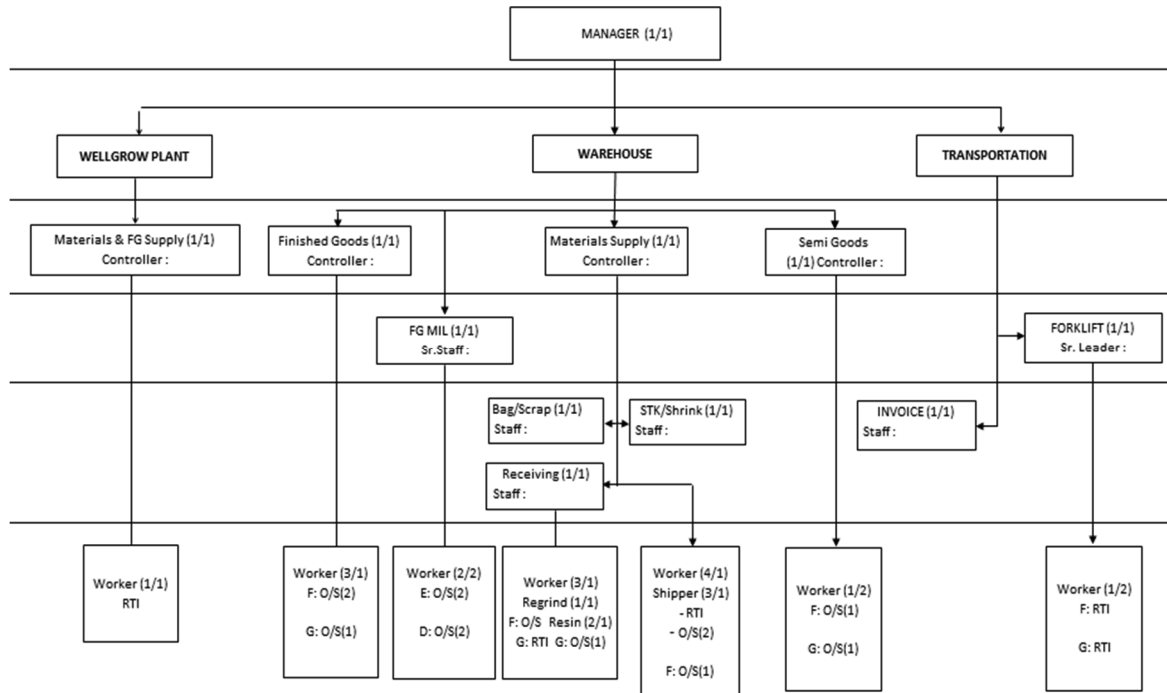 MANAGER (1/1)
WELLGROW PLANT
WAREHOUSE
TRANSPORTATION
Materials & FG Supply (1/1)
Controller :
Finished Goods (1/1)
Controller :
Materials Supply (1/1)
Controller :
Semi Goods
(1/1) Controller :
FG MIL (1/1)
Sr.Staff :
FORKLIFT (1/1)
Sr. Leader :
Bag/Scrap (1/1)
Staff :
STK/Shrink (1/1)
Staff :
INVOICE (1/1)
Staff :
Receiving (1/1)
Staff :
Worker (1/1)
RTI
Worker (3/1)
F: O/S(2)
G: O/S(1)
Worker (2/2)
E: O/S(2)
D: O/S(2)
Worker (3/1)
Regrind (1/1)
F: O/S Resin (2/1)
G: RTI G: O/S(1)
Worker (4/1)
Shipper (3/1)
- RTI
- O/S(2)
F: O/S(1)
Worker (1/2)
F: O/S(1)
G: O/S(1)
Worker (1/2)
F: RTI
G: RTI